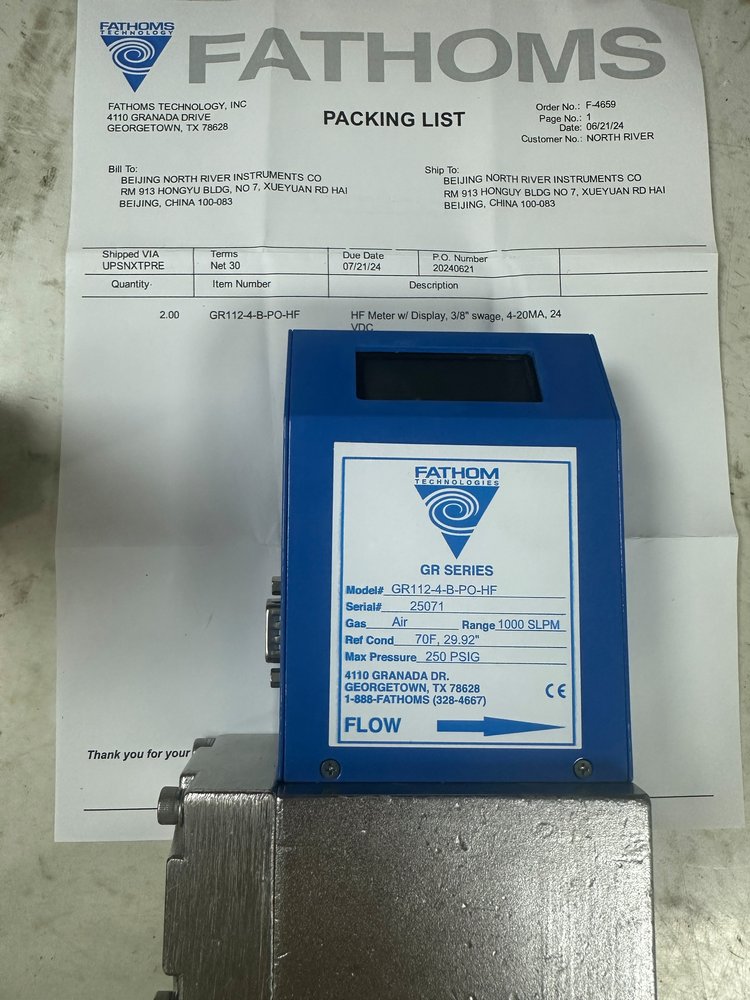 FATHOMS
TECHNOLOGY
FATHOMS
FATHOMS TECHNOLOGY, INC
4110 GRANADA DRIVE
GEORGETOWN, TX 78628
PACKING LIST
Order No.: F-4659
Page No.: 1
Date: 06/21/24
Customer No.: NORTH RIVER
Bill To:
BEIJING NORTH RIVER INSTRUMENTS CO
RM 913 HONGYU BLDG, NO 7, XUEYUAN RD HAI
BEIJING, CHINA 100-083
Ship To:
BEIJING NORTH RIVER INSTRUMENTS CO
RM 913 HONGUY BLDG NO 7, XUEYUAN RD HAI
BEIJING, CHINA 100-083
Shipped VIA Terms Due Date P.O. Number
UPSNXTPRE Net 30 07/21/24 20240621
Quantity Item Number Description
2.00 GR112-4-B-PO-HF HF Meter w/ Display, 3/8" swage, 4-20MA, 24
VDC
FATHOM
TECHNOLOGIES
GR SERIES
Model# GR112-4-B-PO-HF
Serial# 25071
Gas Air Range 1000 SLPM
Ref Cond 70F, 29.92"
Max Pressure 250 PSIG
4110 GRANADA DR.
GEORGETOWN, TX 78628
1-888-FATHOMS (328-4667)
CE
FLOW
Thank you for your